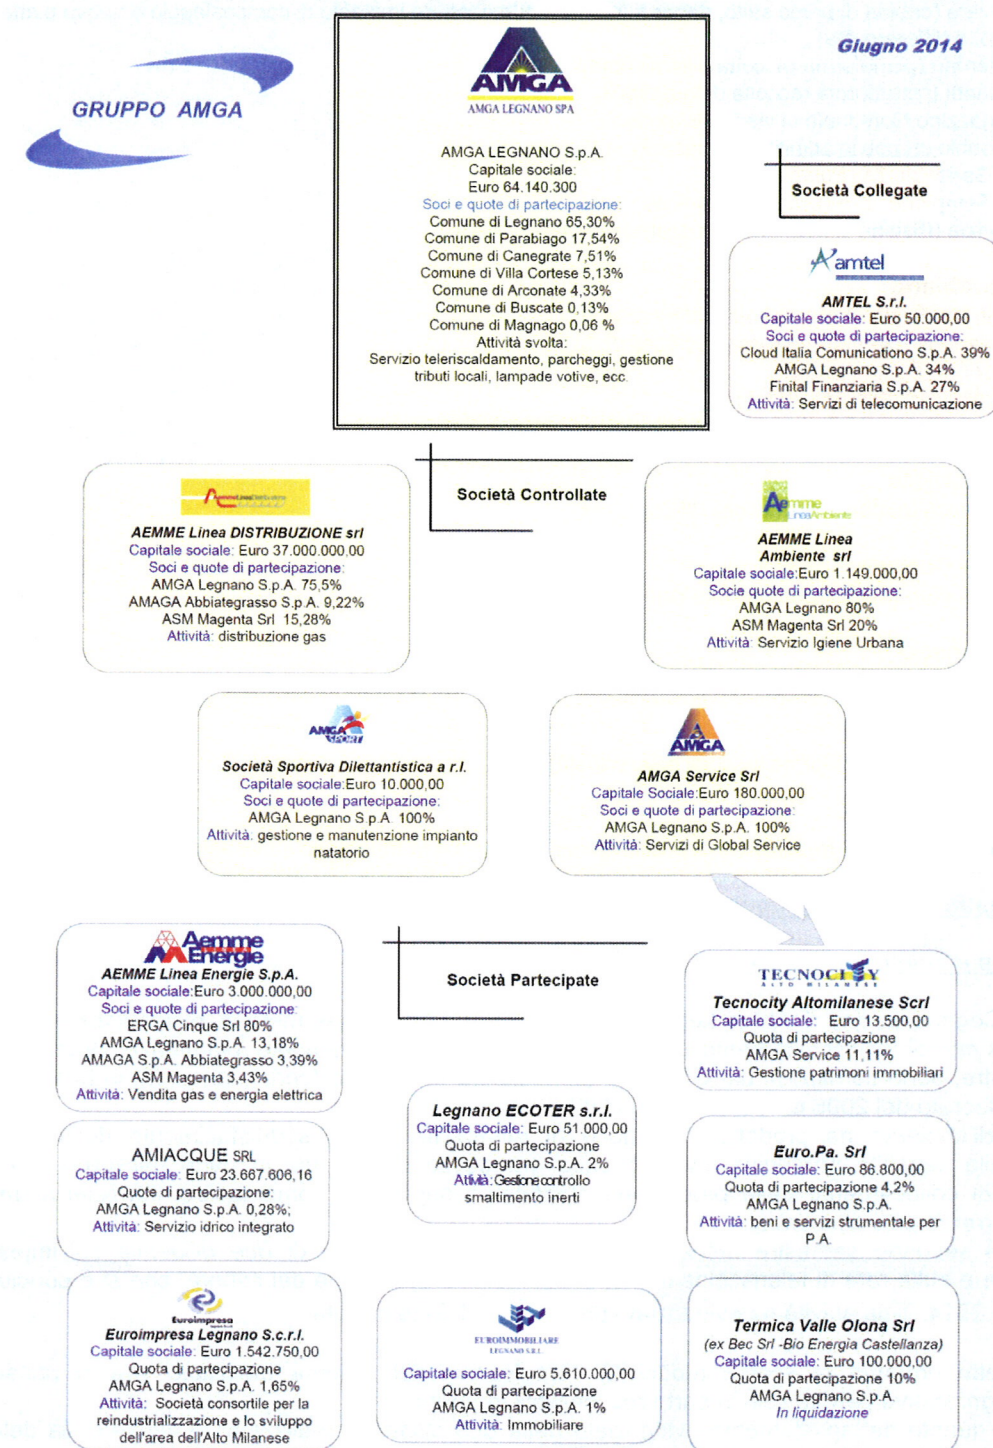 Giugno 2014
GRUPPO AMGA
AMGA
AMGA LEGNANO SPA
AMGA LEGNANO S.p.A.
Capitale sociale:
Euro 64.140.300
Soci e quote di partecipazione:
Comune di Legnano 65,30%
Comune di Parabiago 17,54%
Comune di Canegrate 7,51%
Comune di Villa Cortese 5,13%
Comune di Arconate 4,33%
Comune di Buscate 0,13%
Comune di Magnago 0,06 %
Attività svolta:
Servizio teleriscaldamento, parcheggi, gestione
tributi locali, lampade votive, ecc.
Società Collegate
amtel
AMTEL S.r.l.
Capitale sociale: Euro 50.000,00
Soci e quote di partecipazione:
Cloud Italia Comunicationo S.p.A. 39%
AMGA Legnano S.p.A. 34%
Finital Finanziaria S.p.A. 27%
Attività: Servizi di telecomunicazione
Società Controllate
AemmeLineaDistribuzione
AEMME Linea DISTRIBUZIONE srl
Capitale sociale: Euro 37.000.000,00
Soci e quote di partecipazione:
AMGA Legnano S.p.A. 75,5%
AMAGA Abbiategrasso S.p.A. 9,22%
ASM Magenta Srl 15,28%
Attività: distribuzione gas
Aemme
LineaAmbiente
AEMME Linea
Ambiente srl
Capitale sociale:Euro 1.149.000,00
Socie quote di partecipazione:
AMGA Legnano 80%
ASM Magenta Srl 20%
Attività: Servizio Igiene Urbana
AMGA
SPORT
Società Sportiva Dilettantistica a r.l.
Capitale sociale:Euro 10.000,00
Soci e quote di partecipazione:
AMGA Legnano S.p.A. 100%
Attività: gestione e manutenzione impianto
natatorio
AMGA
AMGA Service Srl
Capitale Sociale:Euro 180.000,00
Soci e quote di partecipazione:
AMGA Legnano S.p.A. 100%
Attività: Servizi di Global Service
Società Partecipate
Aemme
Energie
AEMME Linea Energie S.p.A.
Capitale sociale:Euro 3.000.000,00
Soci e quote di partecipazione:
ERGA Cinque Srl 80%
AMGA Legnano S.p.A. 13,18%
AMAGA S.p.A. Abbiategrasso 3,39%
ASM Magenta 3,43%
Attività: Vendita gas e energia elettrica
TECNOCITY
ALTO MILANESE
Tecnocity Altomilanese Scrl
Capitale sociale: Euro 13.500,00
Quota di partecipazione
AMGA Service 11,11%
Attività: Gestione patrimoni immobiliari
Legnano ECOTER s.r.l.
Capitale sociale: Euro 51.000,00
Quota di partecipazione
AMGA Legnano S.p.A. 2%
Attività: Gestione controllo
smaltimento inerti
AMIACQUE SRL
Capitale sociale: Euro 23.667.606,16
Quote di partecipazione:
AMGA Legnano S.p.A. 0,28%;
Attività: Servizio idrico integrato
Euro.Pa. Srl
Capitale sociale: Euro 86.800,00
Quota di partecipazione 4,2%
AMGA Legnano S.p.A.
Attività: beni e servizi strumentale per
P.A.
Euroimpresa
Euroimpresa Legnano S.c.r.l.
Capitale sociale: Euro 1.542.750,00
Quota di partecipazione
AMGA Legnano S.p.A. 1,65%
Attività: Società consortile per la
reindustrializzazione e lo sviluppo
dell'area dell'Alto Milanese
EUROIMMOBILIARE
LEGNANO S.R.L.
Capitale sociale: Euro 5.610.000,00
Quota di partecipazione
AMGA Legnano S.p.A. 1%
Attività: Immobiliare
Termica Valle Olona Srl
(ex Bec Srl -Bio Energia Castellanza)
Capitale sociale: Euro 100.000,00
Quota di partecipazione 10%
AMGA Legnano S.p.A.
In liquidazione